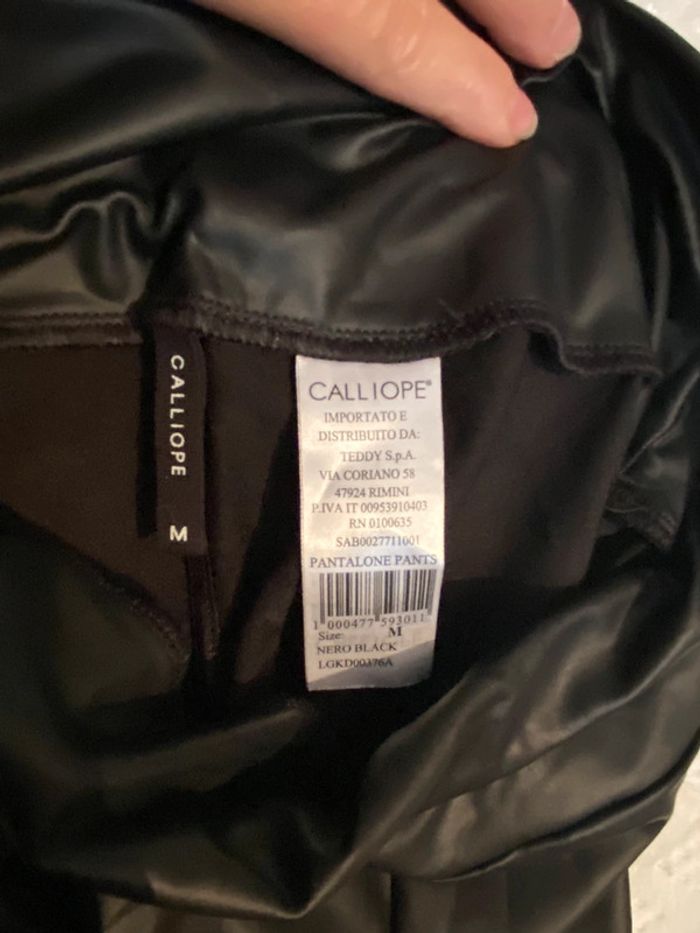 CALLIOPE
M
CALLIOPE®
IMPORTATO E
DISTRIBUITO DA:
TEDDY S.p.A.
VIA CORIANO 58
47924 RIMINI
P.IVA IT 00953910403
RN 0100635
SAB0027711001
PANTALONE PANTS
1 000477 593011
Size: M
NERO BLACK
LGKD00376A